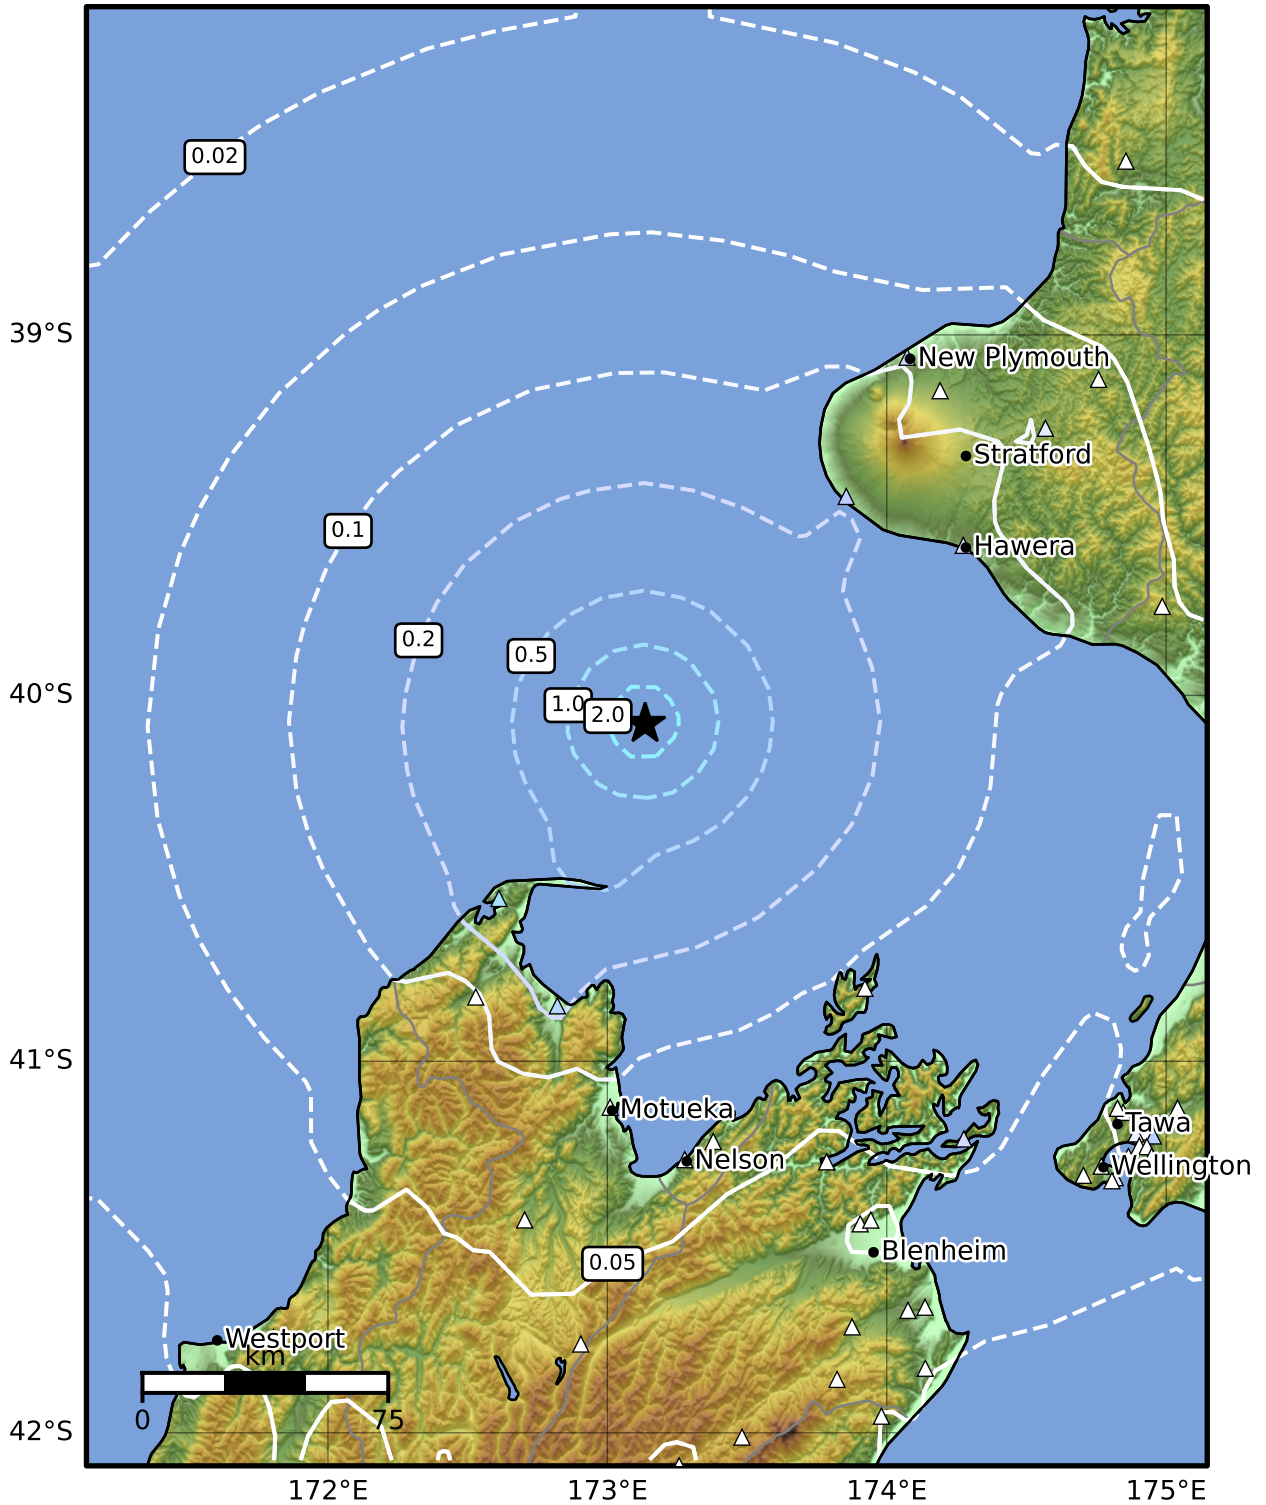 0.02
39°S
New Plymouth
Stratford
0.1
Hawera
0.2
0.5
40°S
1.0
2.0
41°S
Motueka
Tawa
Nelson
Wellington
Blenheim
0.05
Westport
km
0
75
42°S
172°E
173°E
174°E
175°E